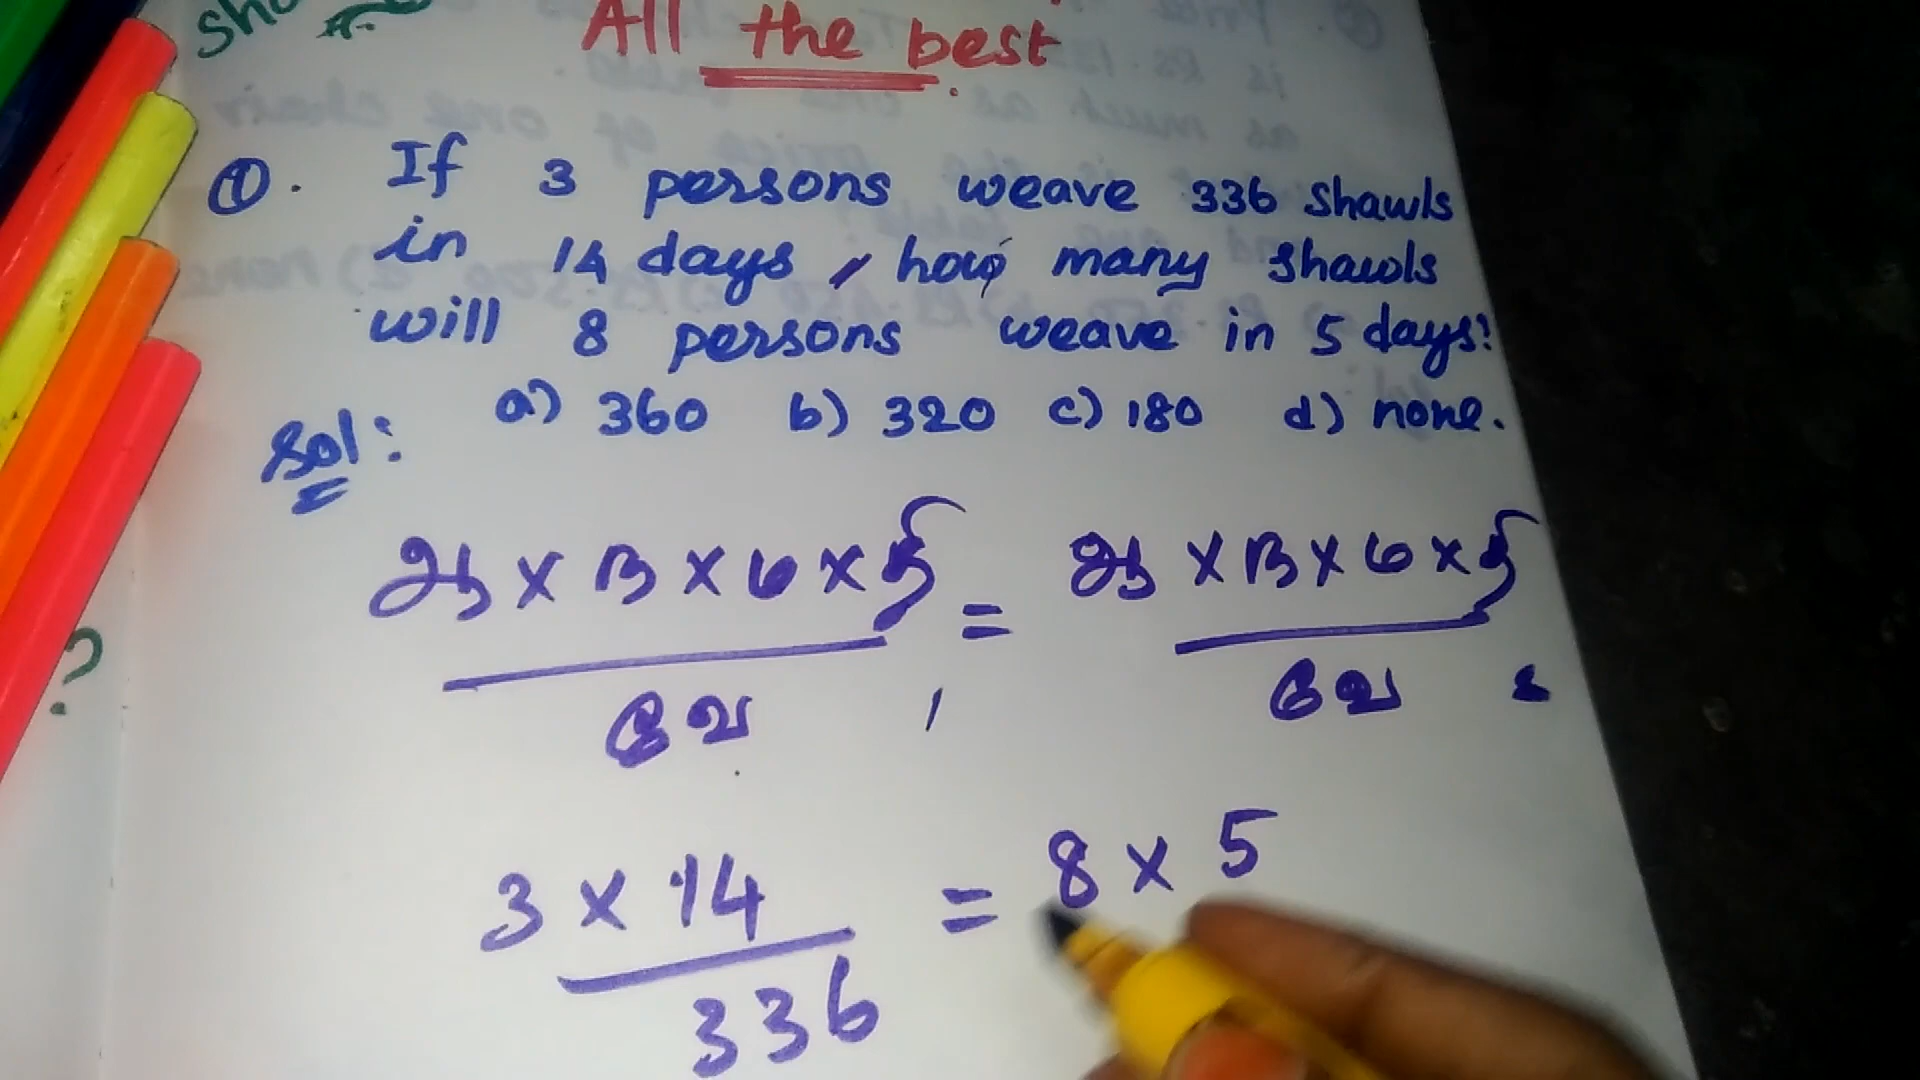 All the best
①. If 3 persons weave 336 shawls
in 14 days, how many shawls
will 8 persons weave in 5 days?
a) 360 b) 320 c) 180 d) none.
Sol:
ஆ x நா x ம x நி / வே = ஆ x நா x ம x நி / வே
?
3 x 14 / 336 = 8 x 5